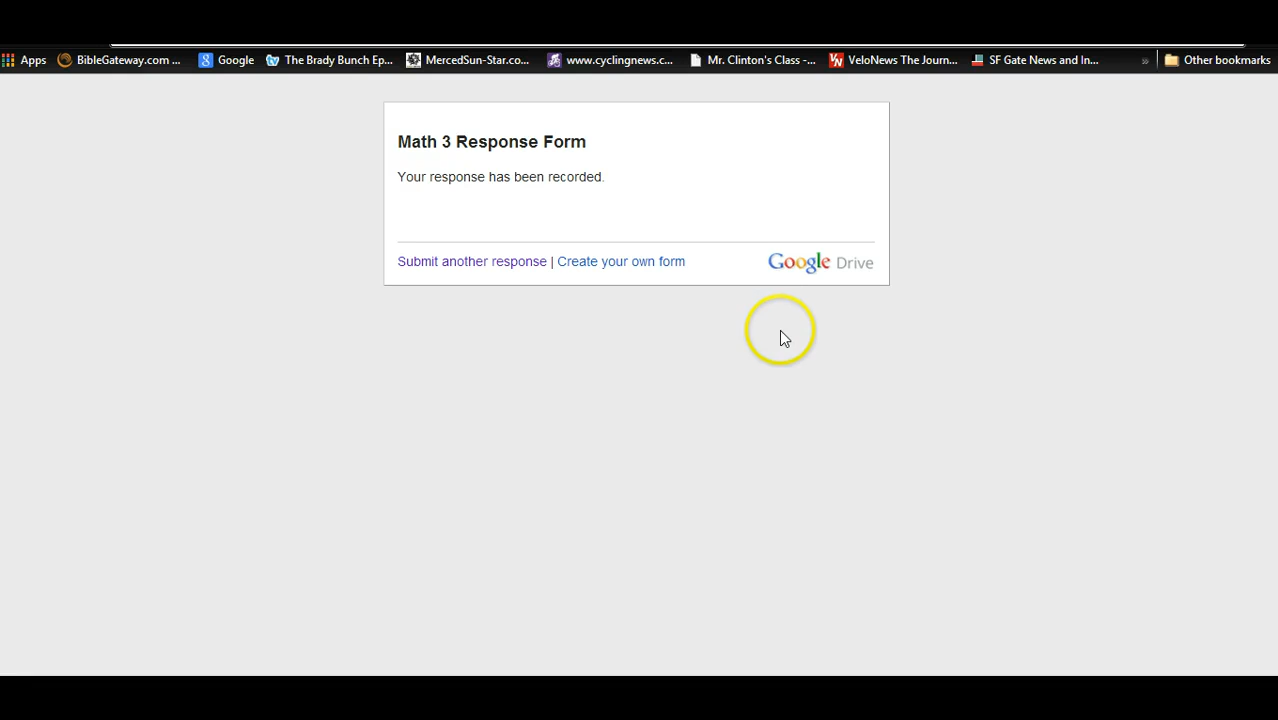 Apps BibleGateway.com ... Google The Brady Bunch Ep... MercedSun-Star.co... www.cyclingnews.c... Mr. Clinton's Class -... VeloNews The Journ... SF Gate News and In... » Other bookmarks
Math 3 Response Form
Your response has been recorded.
Submit another response | Create your own form Google Drive